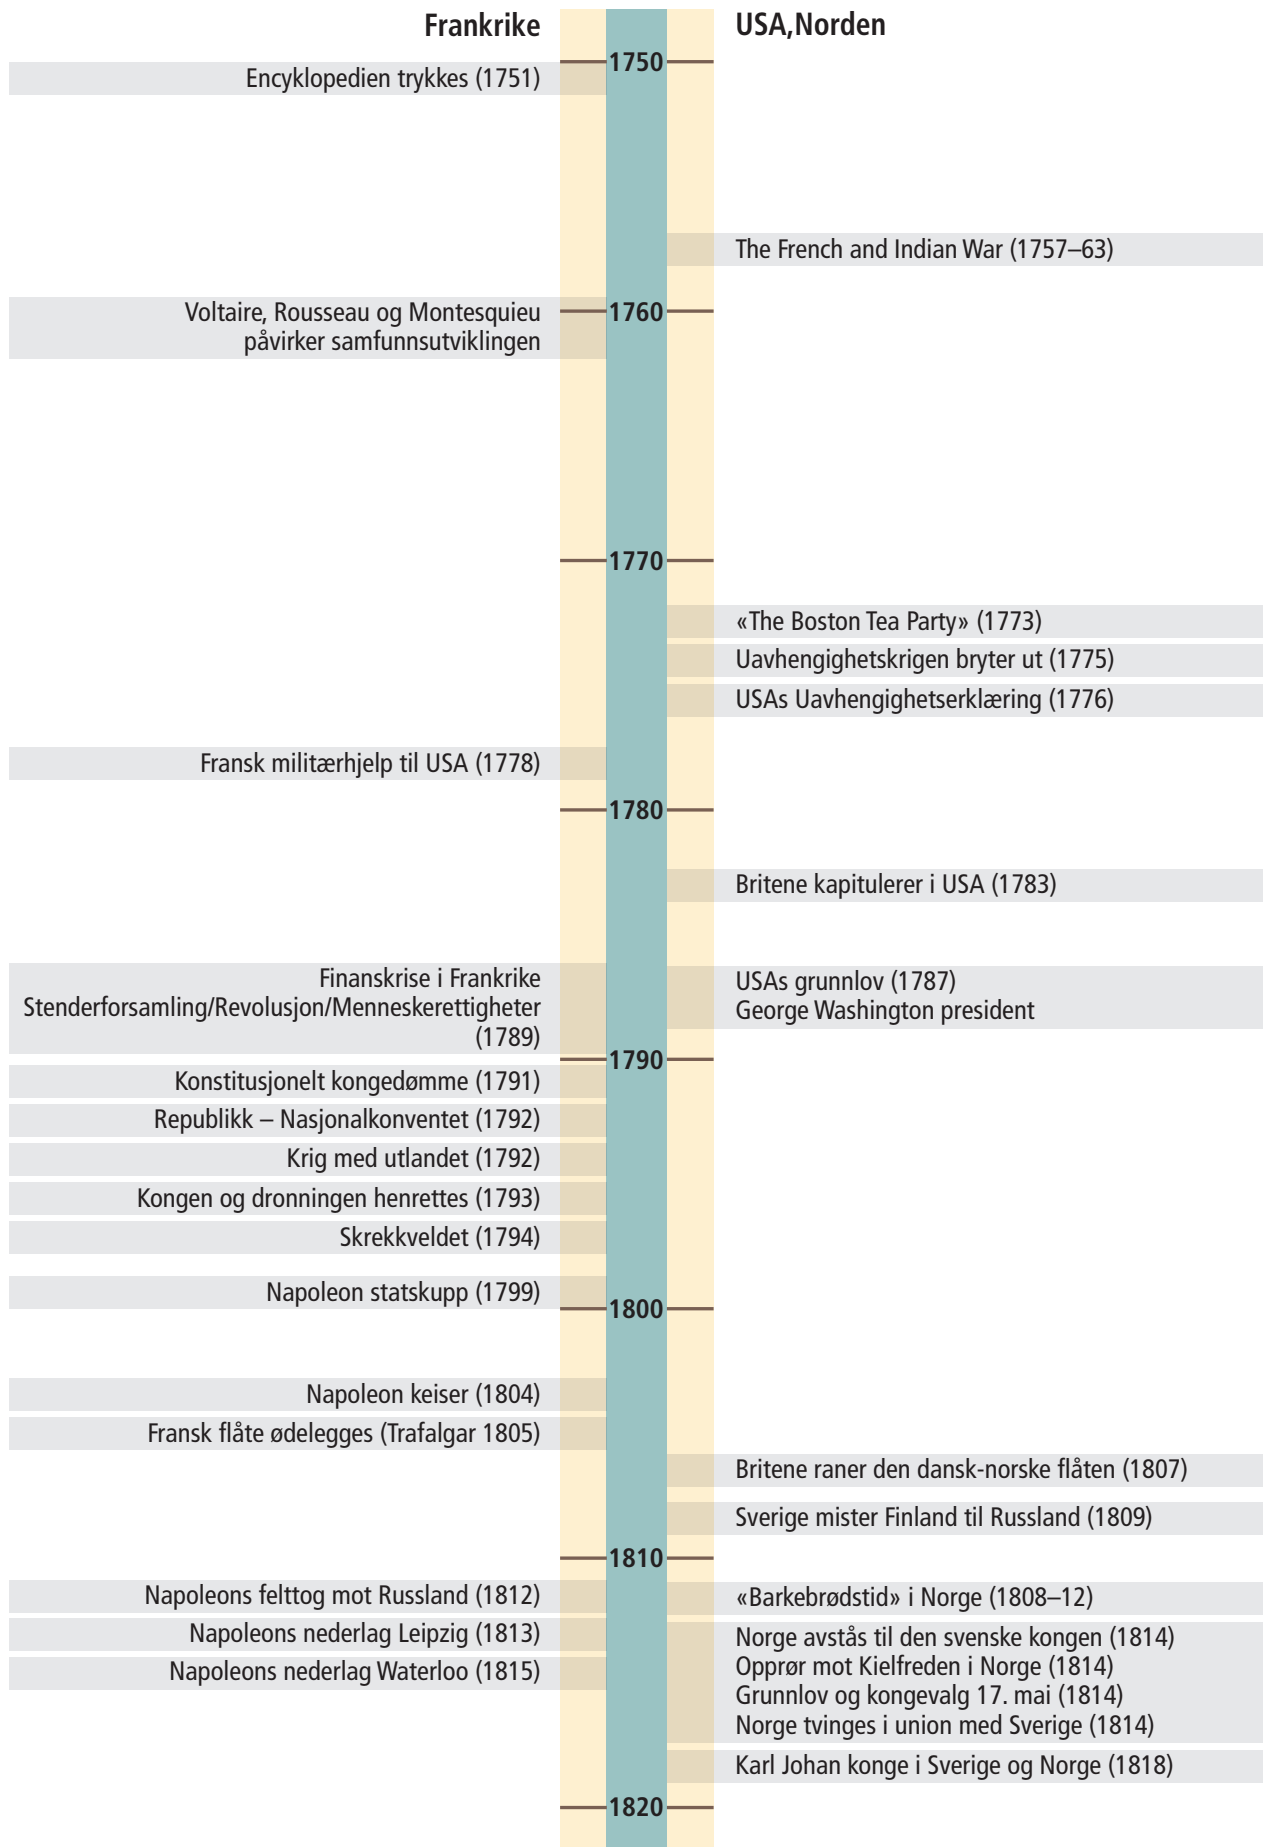 Frankrike
USA,Norden
1750
Encyklopedien trykkes (1751)
The French and Indian War (1757–63)
Voltaire, Rousseau og Montesquieu
påvirker samfunnsutviklingen
1760
1770
«The Boston Tea Party» (1773)
Uavhengighetskrigen bryter ut (1775)
USAs Uavhengighetserklæring (1776)
Fransk militærhjelp til USA (1778)
1780
Britene kapitulerer i USA (1783)
Finanskrise i Frankrike
Stenderforsamling/Revolusjon/Menneskerettigheter
(1789)
USAs grunnlov (1787)
George Washington president
1790
Konstitusjonelt kongedømme (1791)
Republikk – Nasjonalkonventet (1792)
Krig med utlandet (1792)
Kongen og dronningen henrettes (1793)
Skrekkveldet (1794)
Napoleon statskupp (1799)
1800
Napoleon keiser (1804)
Fransk flåte ødelegges (Trafalgar 1805)
Britene raner den dansk-norske flåten (1807)
Sverige mister Finland til Russland (1809)
1810
Napoleons felttog mot Russland (1812)
Napoleons nederlag Leipzig (1813)
Napoleons nederlag Waterloo (1815)
«Barkebrødstid» i Norge (1808–12)
Norge avstås til den svenske kongen (1814)
Opprør mot Kielfreden i Norge (1814)
Grunnlov og kongevalg 17. mai (1814)
Norge tvinges i union med Sverige (1814)
Karl Johan konge i Sverige og Norge (1818)
1820